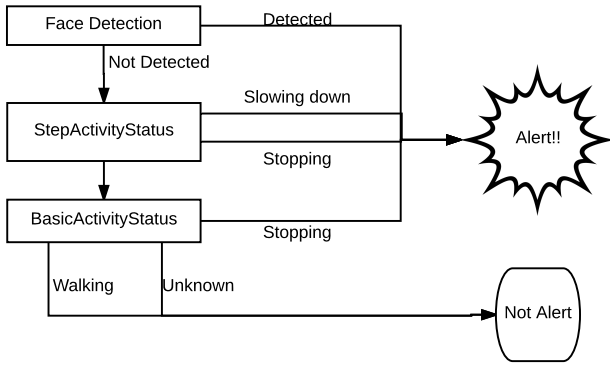 Face Detection
Detected
Not Detected
Slowing down
StepActivityStatus
Alert!!
Stopping
BasicActivityStatus
Stopping
Walking
Unknown
Not Alert